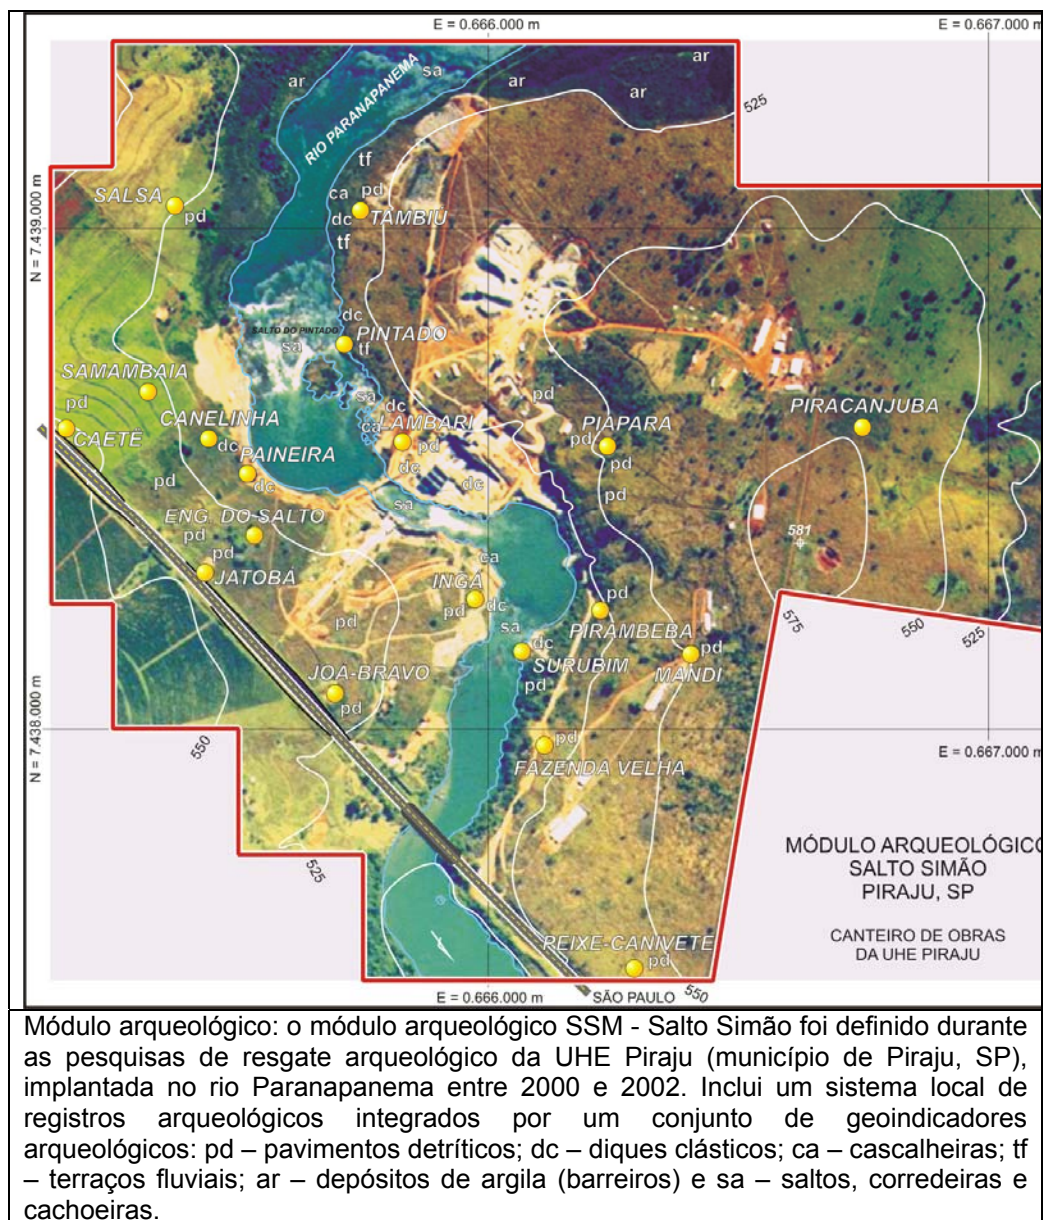 E = 0.666.000 m
E = 0.667.000 m
ar
sa
ar
ar
RIO PARANAPANEMA
525
tf
N = 7.439.000 m
SALSA
pd
ca
pd
dc
TAMBIÚ
tf
dc
SALTO DO PINTADO
sa
PINTADO
tf
SAMAMBAIA
pd
sa
dc
pd
CANELINHA
dc
ca
LAMBARI
pd
PIAPARA
pd
pd
PIRACANJUBA
CAETÊ
PAINEIRA
dc
dc
dc
pd
pd
sa
ENG. DO SALTO
pd
pd
581
JATOBÁ
ca
INGÁ
pd
dc
pd
pd
sa
PIRAMBEBA
575
550
525
dc
SURUBIM
pd
pd
MANDI
JOA-BRAVO
pd
N = 7.438.000 m
550
pd
FAZENDA VELHA
E = 0.667.000 m
525
MÓDULO ARQUEOLÓGICO
SALTO SIMÃO
PIRAJU, SP
CANTEIRO DE OBRAS
DA UHE PIRAJU
PEIXE-CANIVETE
pd
E = 0.666.000 m
SÃO PAULO
550
Módulo arqueológico: o módulo arqueológico SSM - Salto Simão foi definido durante
as pesquisas de resgate arqueológico da UHE Piraju (município de Piraju, SP),
implantada no rio Paranapanema entre 2000 e 2002. Inclui um sistema local de
registros arqueológicos integrados por um conjunto de geoindicadores
arqueológicos: pd – pavimentos detríticos; dc – diques clásticos; ca – cascalheiras; tf
– terraços fluviais; ar – depósitos de argila (barreiros) e sa – saltos, corredeiras e
cachoeiras.